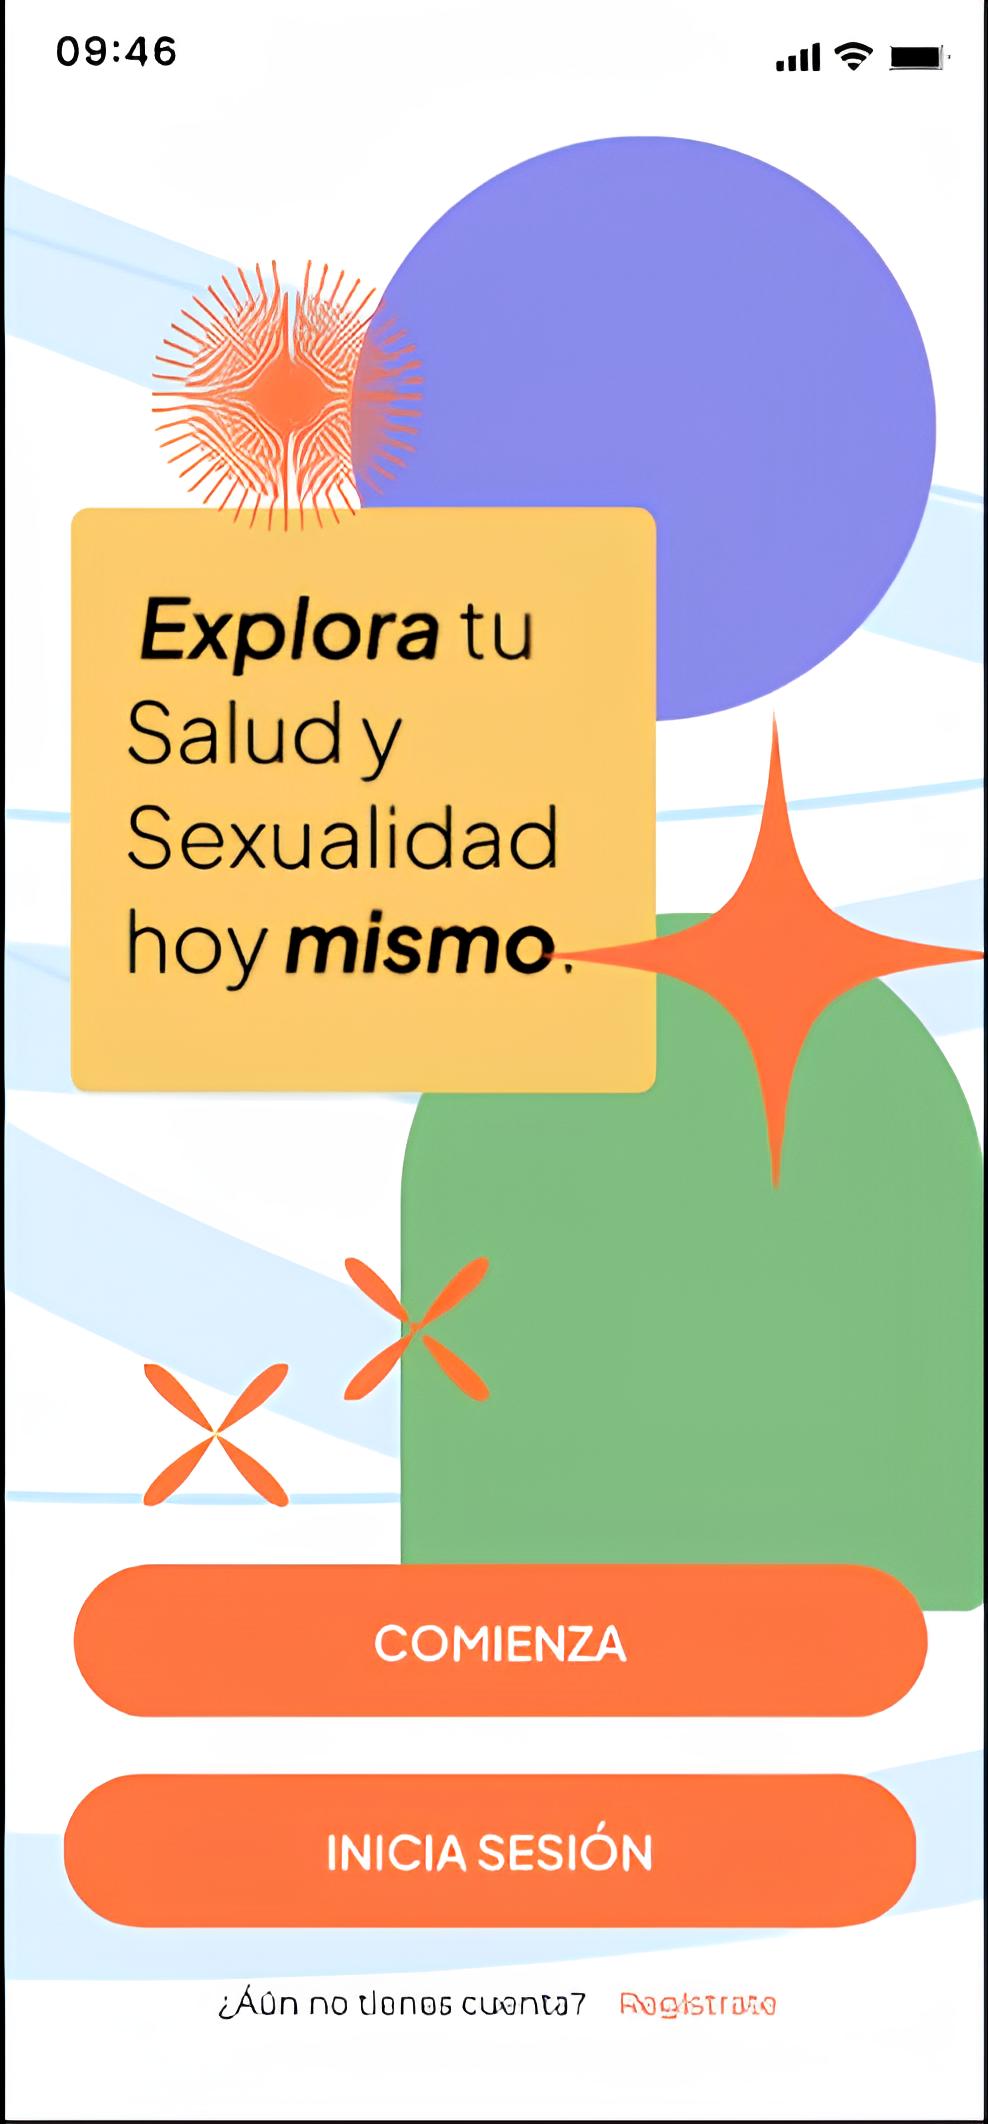 09:46
Explora tu
Salud y
Sexualidad
hoy mismo.
COMIENZA
INICIA SESIÓN
¿Aún no tienes cuenta? Regístrate